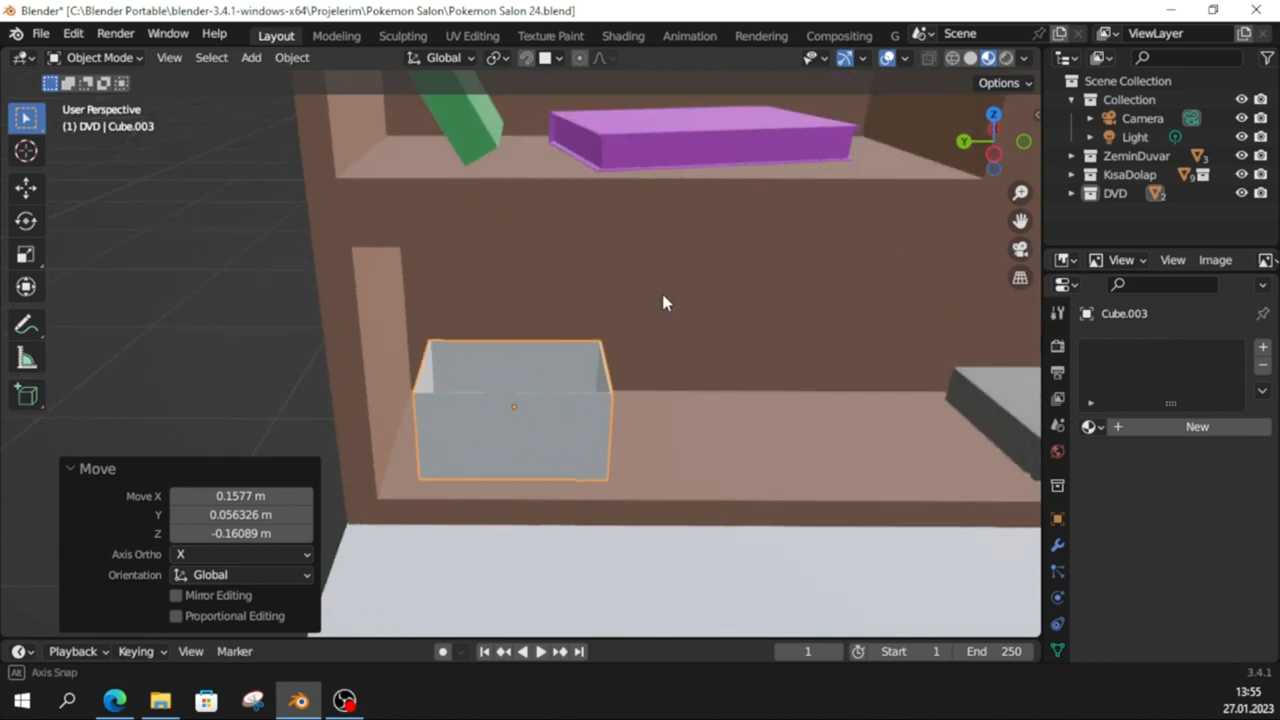 Blender* [C:\Blender Portable\blender-3.4.1-windows-x64\Projelerim\Pokemon Salon\Pokemon Salon 24.blend]
File Edit Render Window Help Layout Modeling Sculpting UV Editing Texture Paint Shading Animation Rendering Compositing G Scene ViewLayer
Object Mode View Select Add Object Global
Options
User Perspective
(1) DVD | Cube.003
Z
Y
Scene Collection
Collection
Camera
Light
ZeminDuvar 3
KısaDolap 9
DVD 2
View View Image
Cube.003
New
Move
Move X 0.1577 m
Y 0.056326 m
Z -0.16089 m
Axis Ortho X
Orientation Global
Mirror Editing
Proportional Editing
Playback Keying View Marker 1 Start 1 End 250
Alt Axis Snap 3.4.1
13:55
27.01.2023